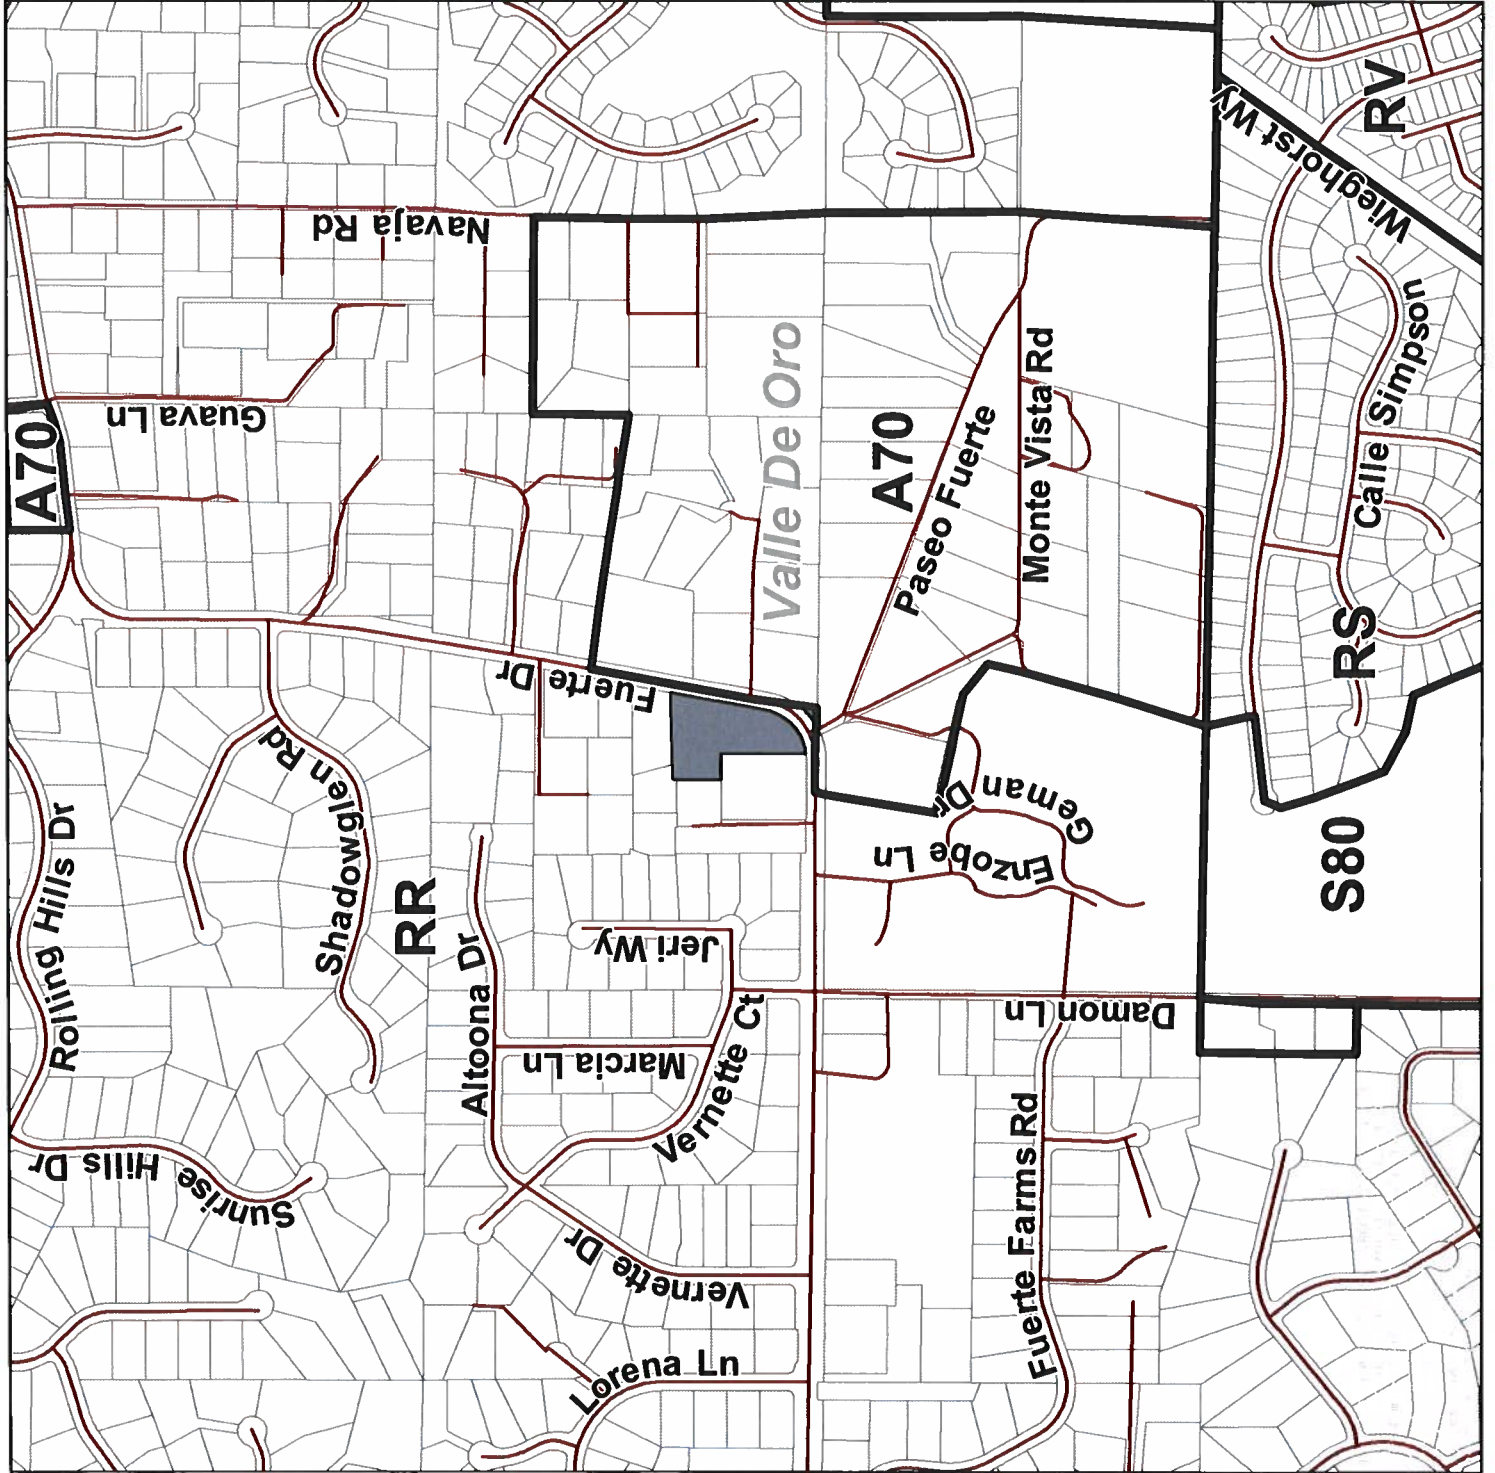 RV
Wieghorst Wy
Navaja Rd
Calle Simpson
Valle De Oro
Monte Vista Rd
A70
Guava Ln
A70
Paseo Fuerte
RS
Fuerte Dr
Shadowglen Rd
Geman Dr
Rolling Hills Dr
Enzobe Ln
S80
RR
Jeri Wy
Altoona Dr
Damon Ln
Marcia Ln
Vernette Ct
Fuerte Farms Rd
Sunrise Hills Dr
Vernette Dr
Lorena Ln